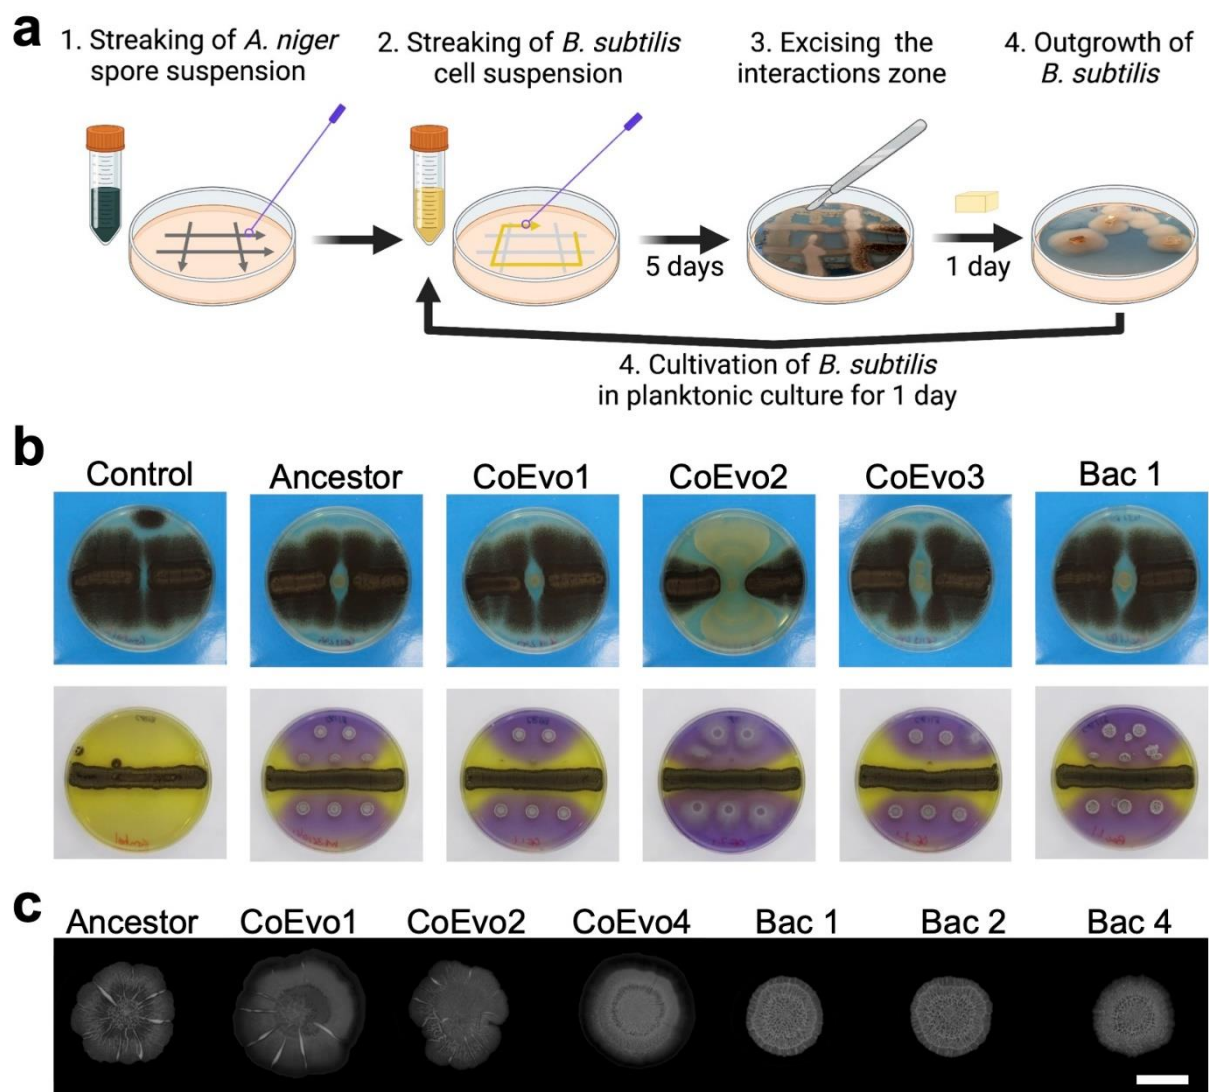 a
1. Streaking of A. niger
spore suspension
2. Streaking of B. subtilis
cell suspension
3. Excising the
interactions zone
4. Outgrowth of
B. subtilis
5 days
1 day
4. Cultivation of B. subtilis
in planktonic culture for 1 day
b
Control
Ancestor
CoEvo1
CoEvo2
CoEvo3
Bac 1
c
Ancestor
CoEvo1
CoEvo2
CoEvo4
Bac 1
Bac 2
Bac 4